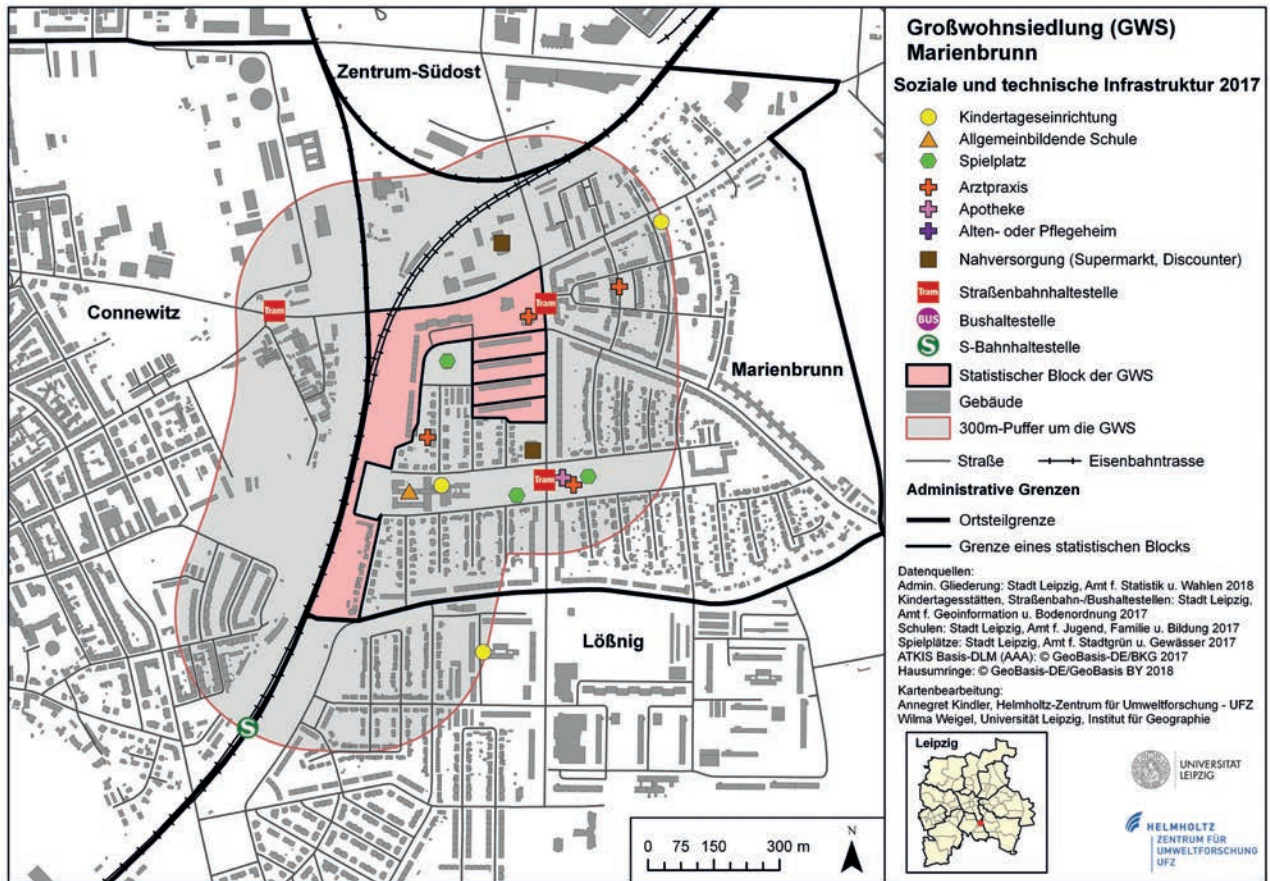 Zentrum-Südost
Connewitz
Marienbrunn
Lößnig
Tram
Tram
Tram
S
0 75 150 300 m
N
Großwohnsiedlung (GWS)
Marienbrunn
Soziale und technische Infrastruktur 2017
Kindertageseinrichtung
Allgemeinbildende Schule
Spielplatz
Arztpraxis
Apotheke
Alten- oder Pflegeheim
Nahversorgung (Supermarkt, Discounter)
Tram Straßenbahnhaltestelle
BUS Bushaltestelle
S S-Bahnhaltestelle
Statistischer Block der GWS
Gebäude
300m-Puffer um die GWS
Straße Eisenbahntrasse
Administrative Grenzen
Ortsteilgrenze
Grenze eines statistischen Blocks
Datenquellen:
Admin. Gliederung: Stadt Leipzig, Amt f. Statistik u. Wahlen 2018
Kindertagesstätten, Straßenbahn-/Bushaltestellen: Stadt Leipzig,
Amt f. Geoinformation u. Bodenordnung 2017
Schulen: Stadt Leipzig, Amt f. Jugend, Familie u. Bildung 2017
Spielplätze: Stadt Leipzig, Amt f. Stadtgrün u. Gewässer 2017
ATKIS Basis-DLM (AAA): © GeoBasis-DE/BKG 2017
Hausumringe: © GeoBasis-DE/GeoBasis BY 2018
Kartenbearbeitung:
Annegret Kindler, Helmholtz-Zentrum für Umweltforschung - UFZ
Wilma Weigel, Universität Leipzig, Institut für Geographie
Leipzig
UNIVERSITÄT
LEIPZIG
HELMHOLTZ
ZENTRUM FÜR
UMWELTFORSCHUNG
UFZ